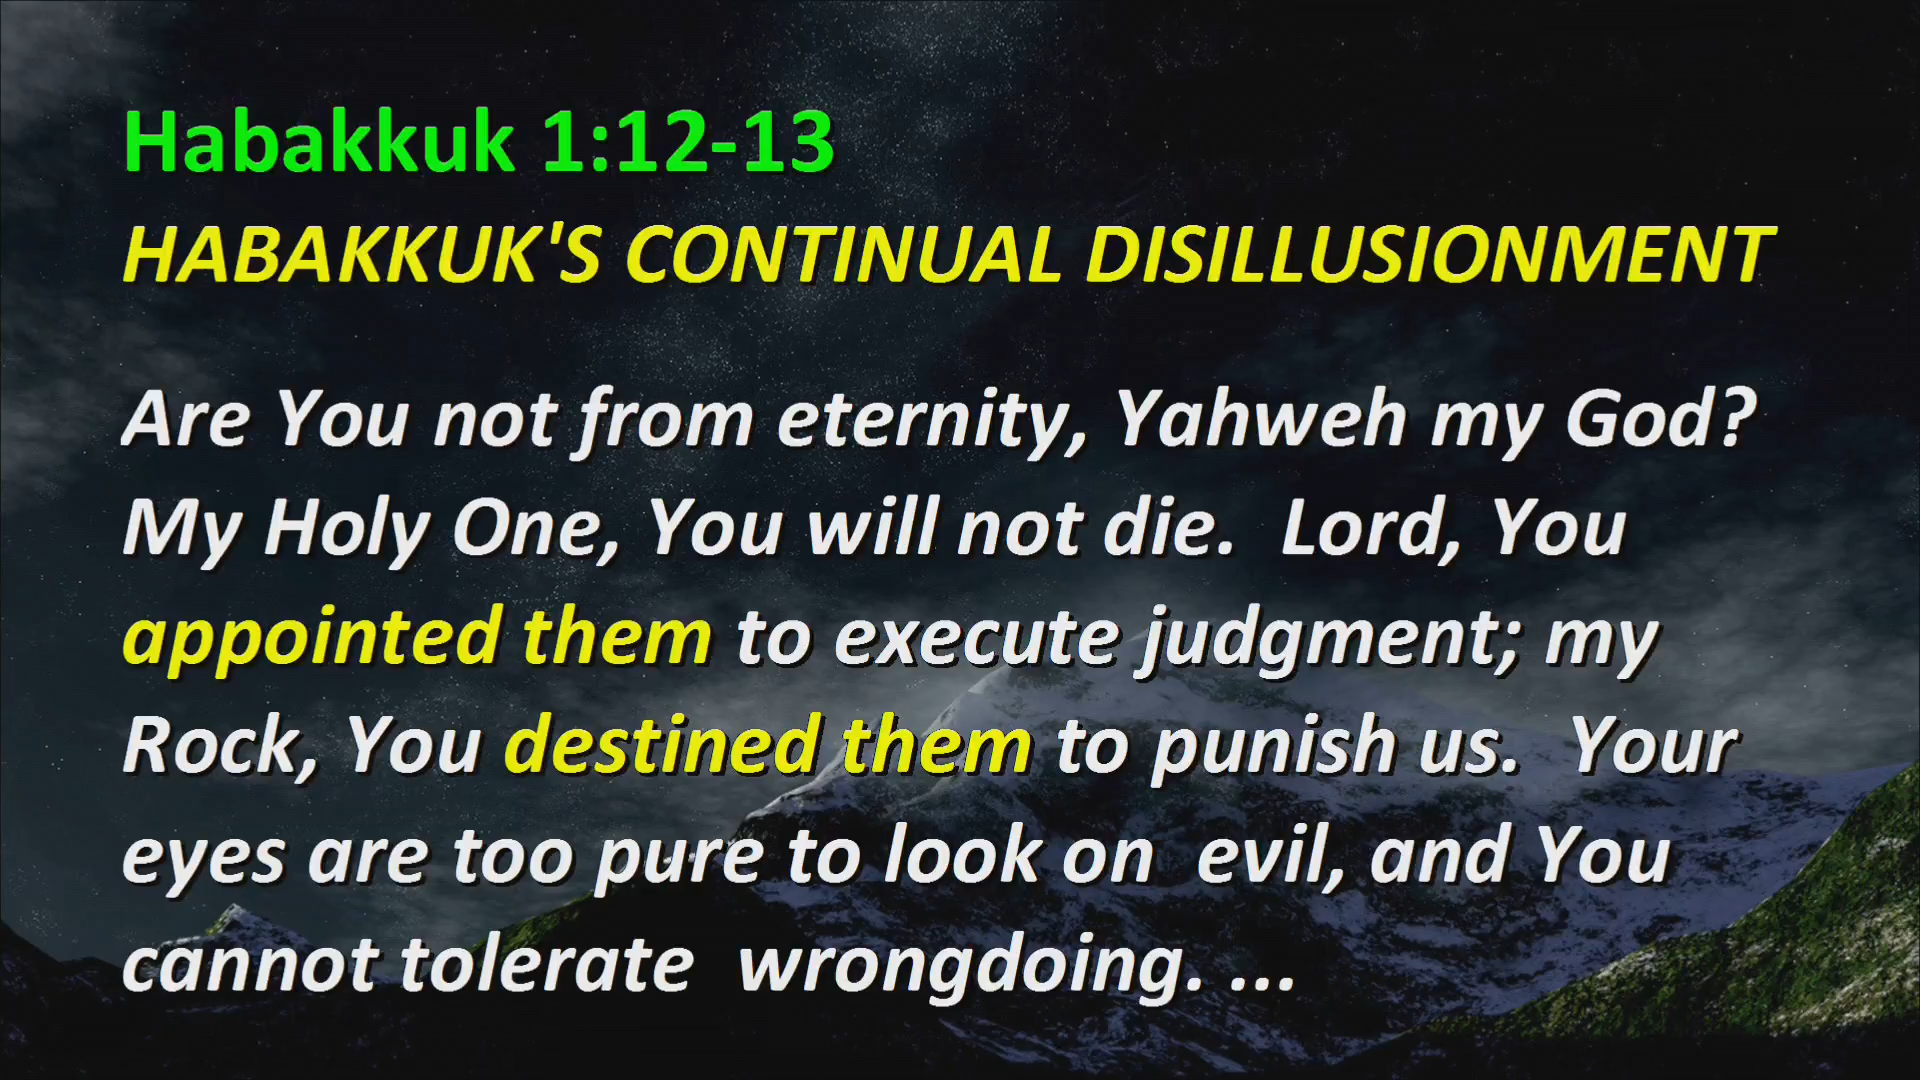 Habakkuk 1:12-13
HABAKKUK'S CONTINUAL DISILLUSIONMENT
Are You not from eternity, Yahweh my God?
My Holy One, You will not die.  Lord, You
appointed them to execute judgment; my
Rock, You destined them to punish us.  Your
eyes are too pure to look on  evil, and You
cannot tolerate  wrongdoing. ...